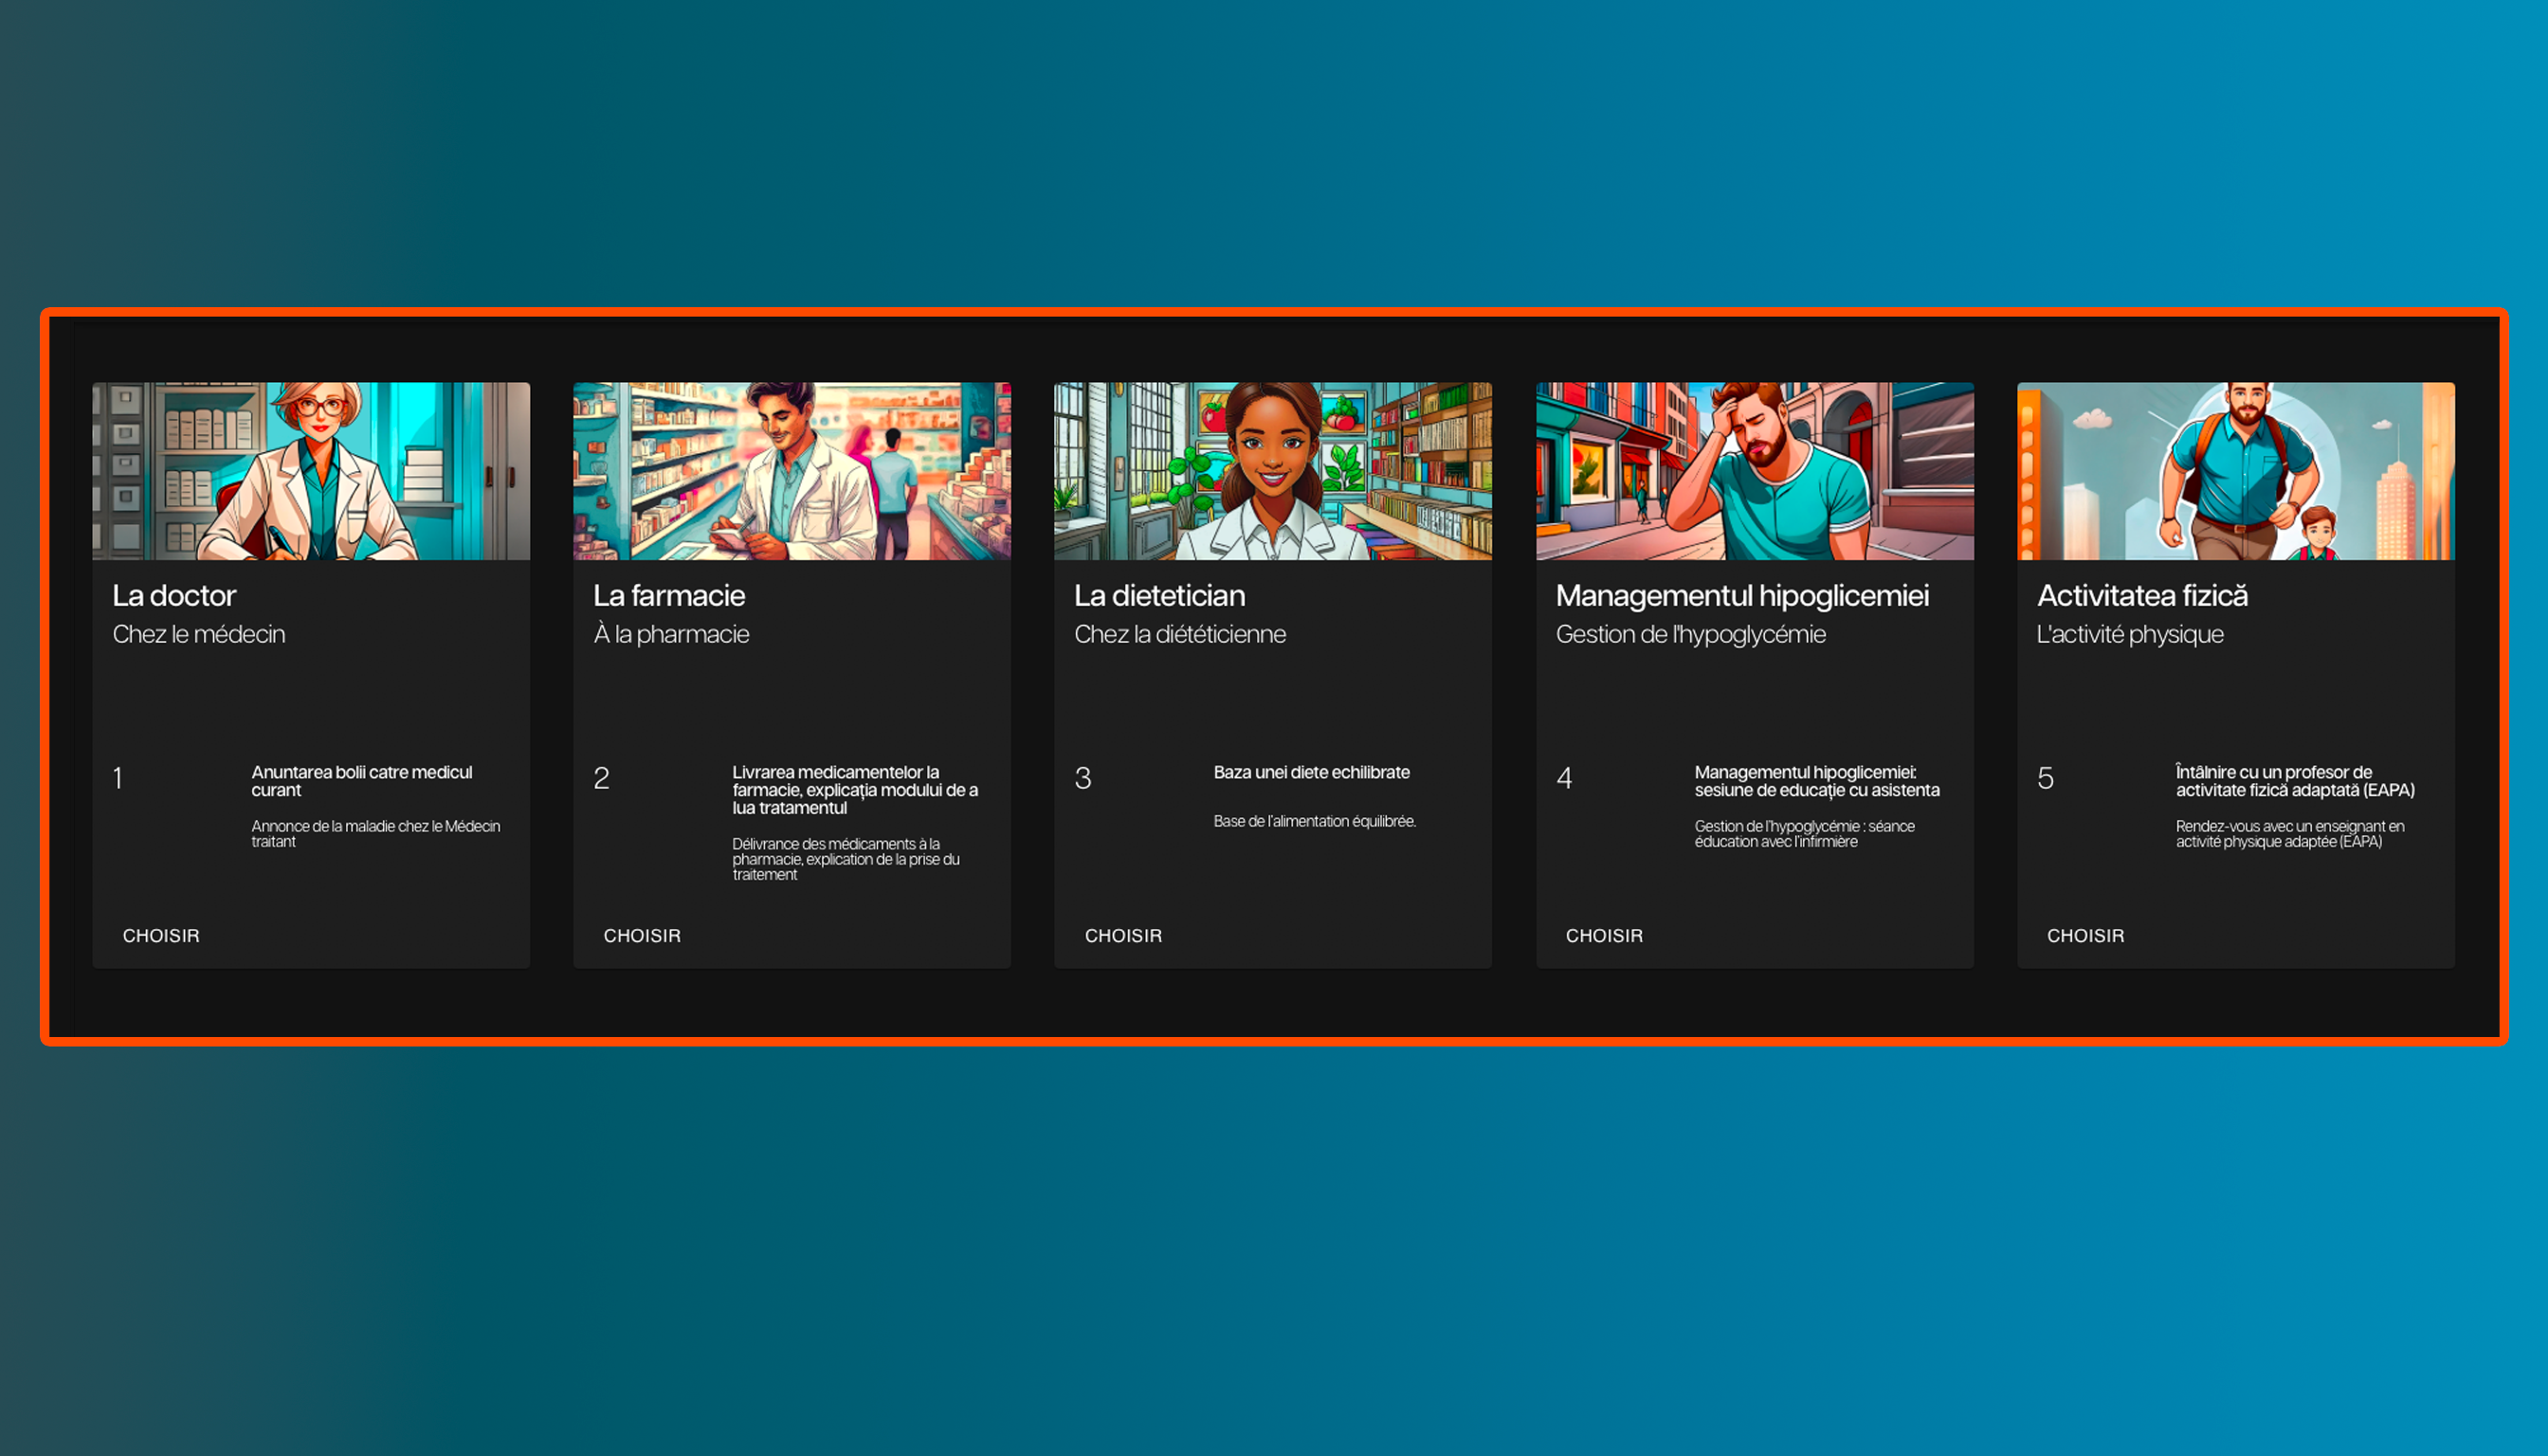 La doctor
Chez le médecin
1
Anuntarea bolii catre medicul
curant
Annonce de la maladie chez le Médecin
traitant
CHOISIR
La farmacie
À la pharmacie
2
Livrarea medicamentelor la
farmacie, explicația modului de a
lua tratamentul
Délivrance des médicaments à la
pharmacie, explication de la prise du
traitement
CHOISIR
La dietetician
Chez la diététicienne
3
Baza unei diete echilibrate
Base de l'alimentation équilibrée.
CHOISIR
Managementul hipoglicemiei
Gestion de l'hypoglycémie
4
Managementul hipoglicemiei:
sesiune de educație cu asistenta
Gestion de l'hypoglycémie : séance
éducation avec l'infirmière
CHOISIR
Activitatea fizică
L'activité physique
5
Întâlnire cu un profesor de
activitate fizică adaptată (EAPA)
Rendez-vous avec un enseignant en
activité physique adaptée (EAPA)
CHOISIR